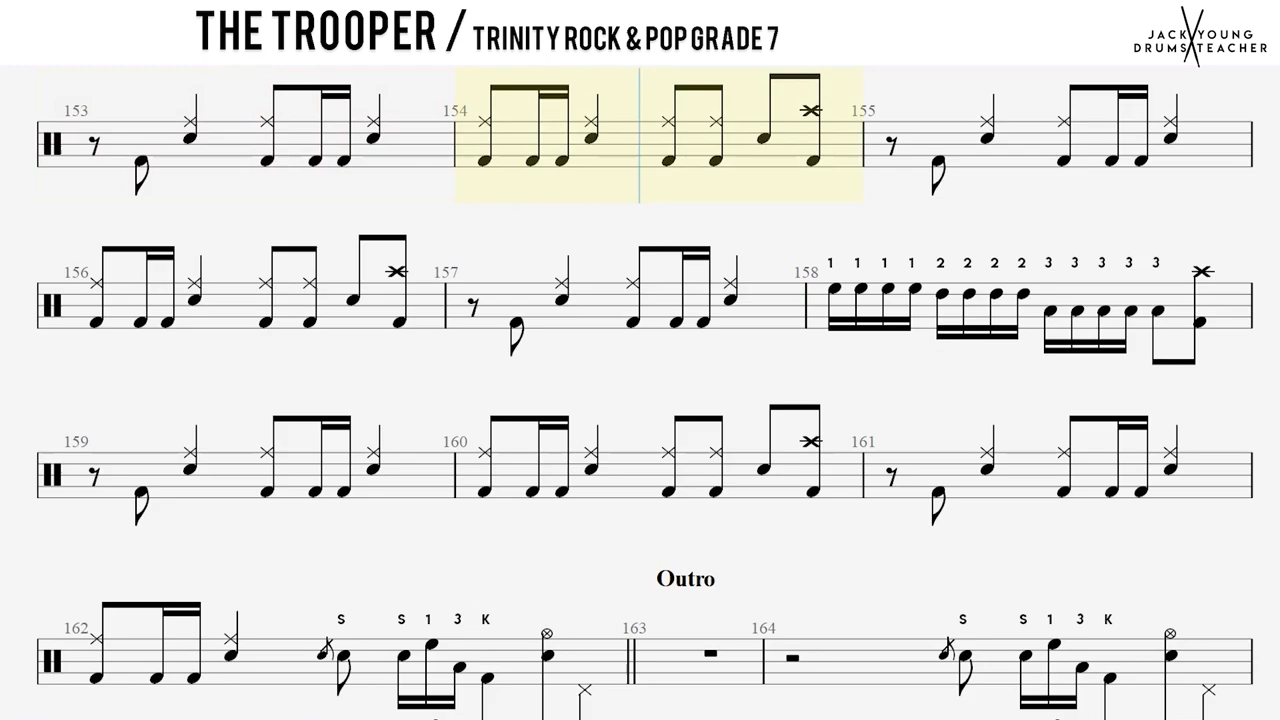 THE TROOPER / TRINITY ROCK & POP GRADE 7
JACK YOUNG
DRUMS TEACHER
153 154 155
156 157 158 1 1 1 1 2 2 2 2 3 3 3 3 3
159 160 161
Outro
162 S S 1 3 K 163 164 S S 1 3 K